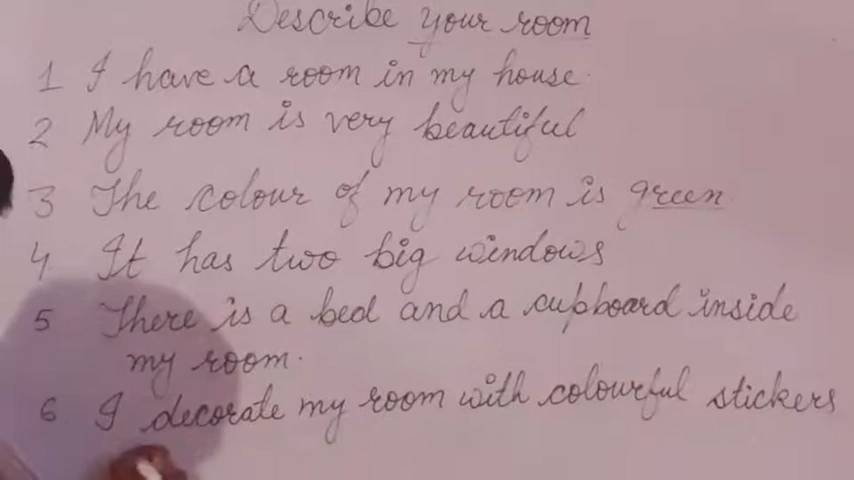 Describe your room
1 I have a room in my house.
2 My room is very beautiful
3 The colour of my room is green
4 It has two big windows
5 There is a bed and a cupboard inside
my room.
6 I decorate my room with colourful stickers